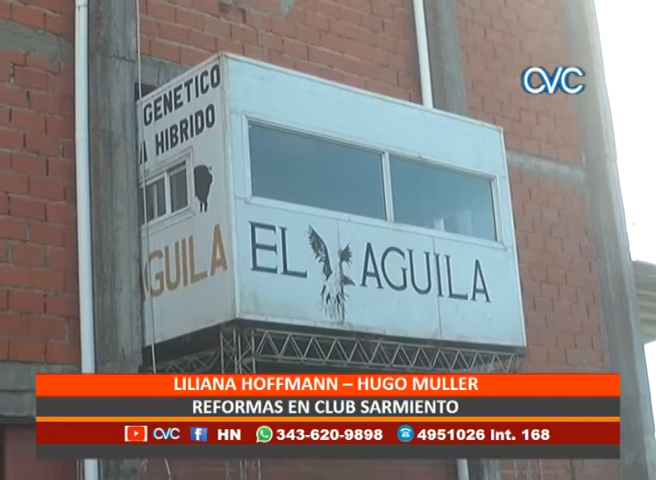 CVC
GENETICO
A HIBRIDO
AGUILA
EL AGUILA
LILIANA HOFFMANN – HUGO MULLER
REFORMAS EN CLUB SARMIENTO
CVC HN 343-620-9898 4951026 Int. 168